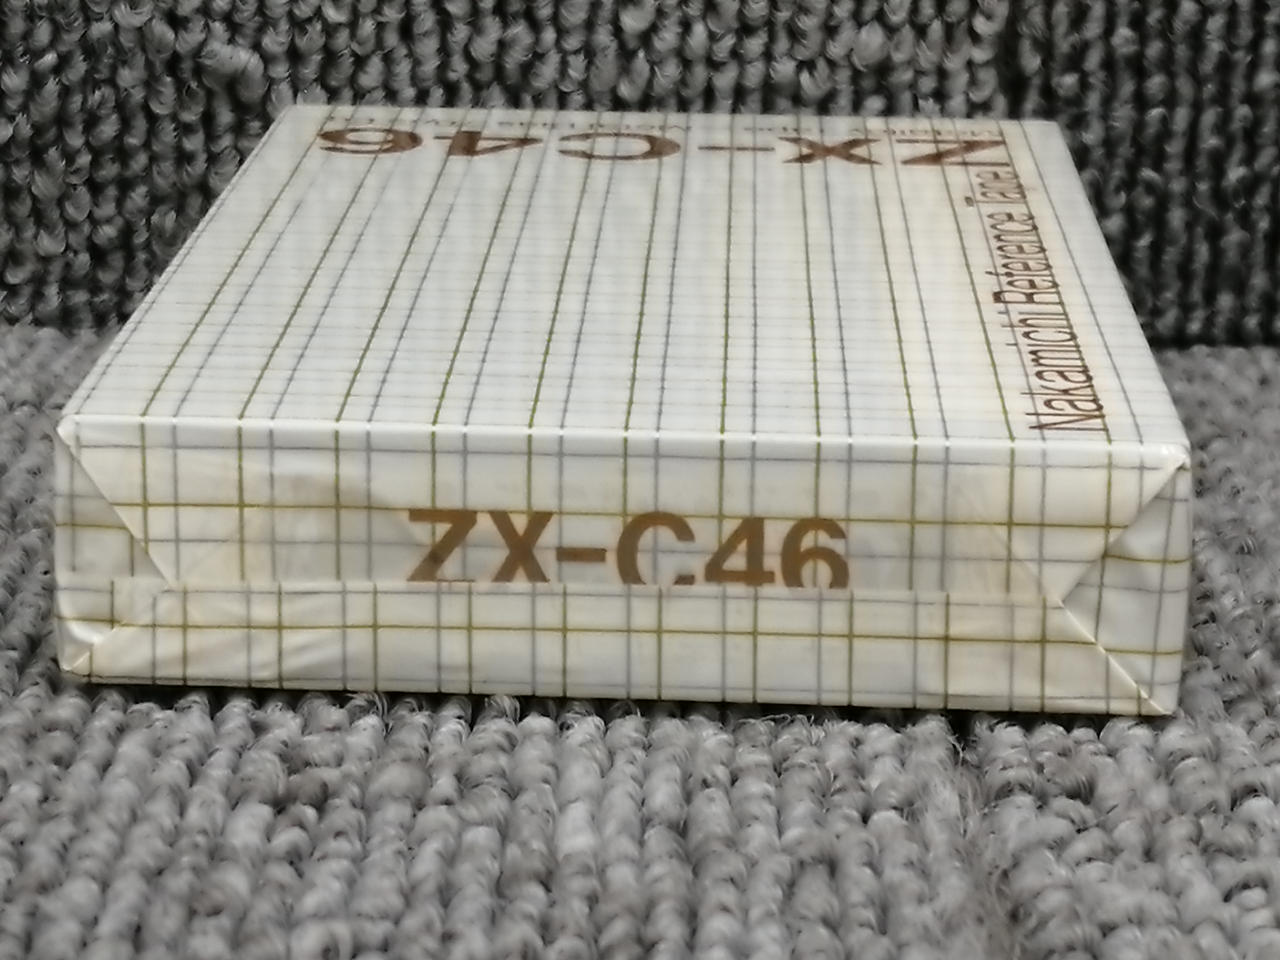 ZX-C46
Nakamichi Reference Tape
ZX-C46